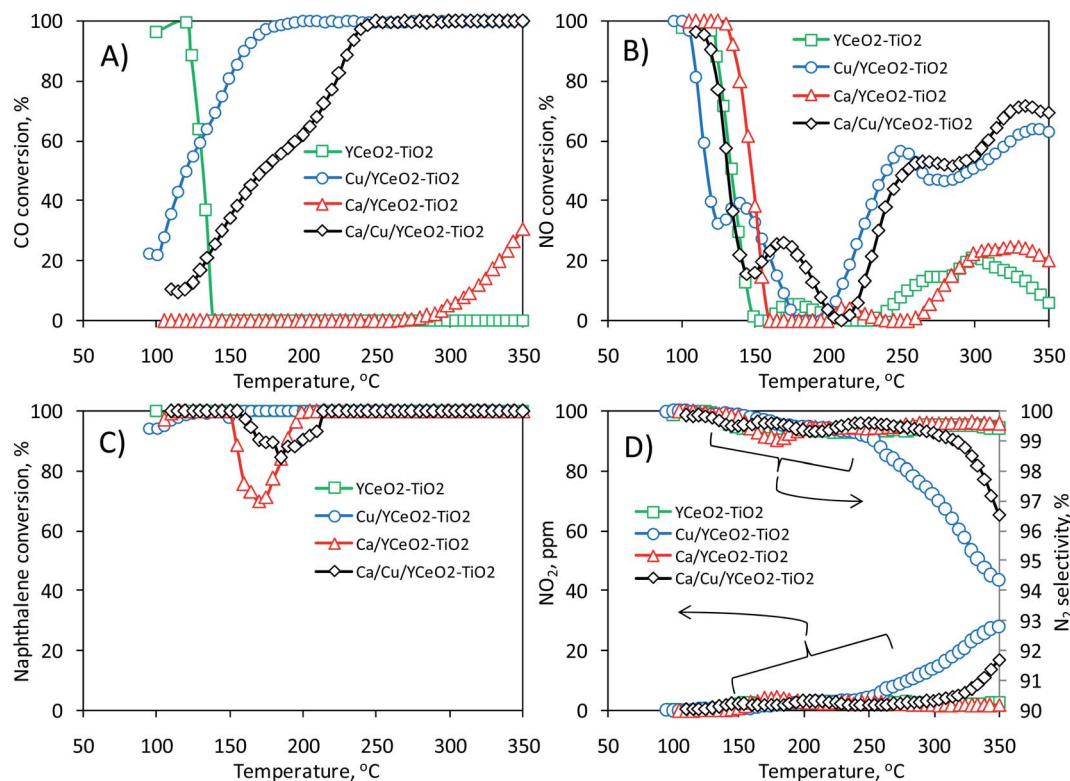 A)
CO conversion, %
100
80
60
40
20
0
YCeO2-TiO2
Cu/YCeO2-TiO2
Ca/YCeO2-TiO2
Ca/Cu/YCeO2-TiO2
50 100 150 200 250 300 350
Temperature, °C
B)
NO conversion, %
100
80
60
40
20
0
YCeO2-TiO2
Cu/YCeO2-TiO2
Ca/YCeO2-TiO2
Ca/Cu/YCeO2-TiO2
50 100 150 200 250 300 350
Temperature, °C
C)
Naphthalene conversion, %
100
80
60
40
20
0
YCeO2-TiO2
Cu/YCeO2-TiO2
Ca/YCeO2-TiO2
Ca/Cu/YCeO2-TiO2
50 100 150 200 250 300 350
Temperature, °C
D)
NO₂, ppm
100
80
60
40
20
0
YCeO2-TiO2
Cu/YCeO2-TiO2
Ca/YCeO2-TiO2
Ca/Cu/YCeO2-TiO2
100
99
98
97
96
95
94
93
92
91
90
N₂ selectivity, %
50 100 150 200 250 300 350
Temperature, °C